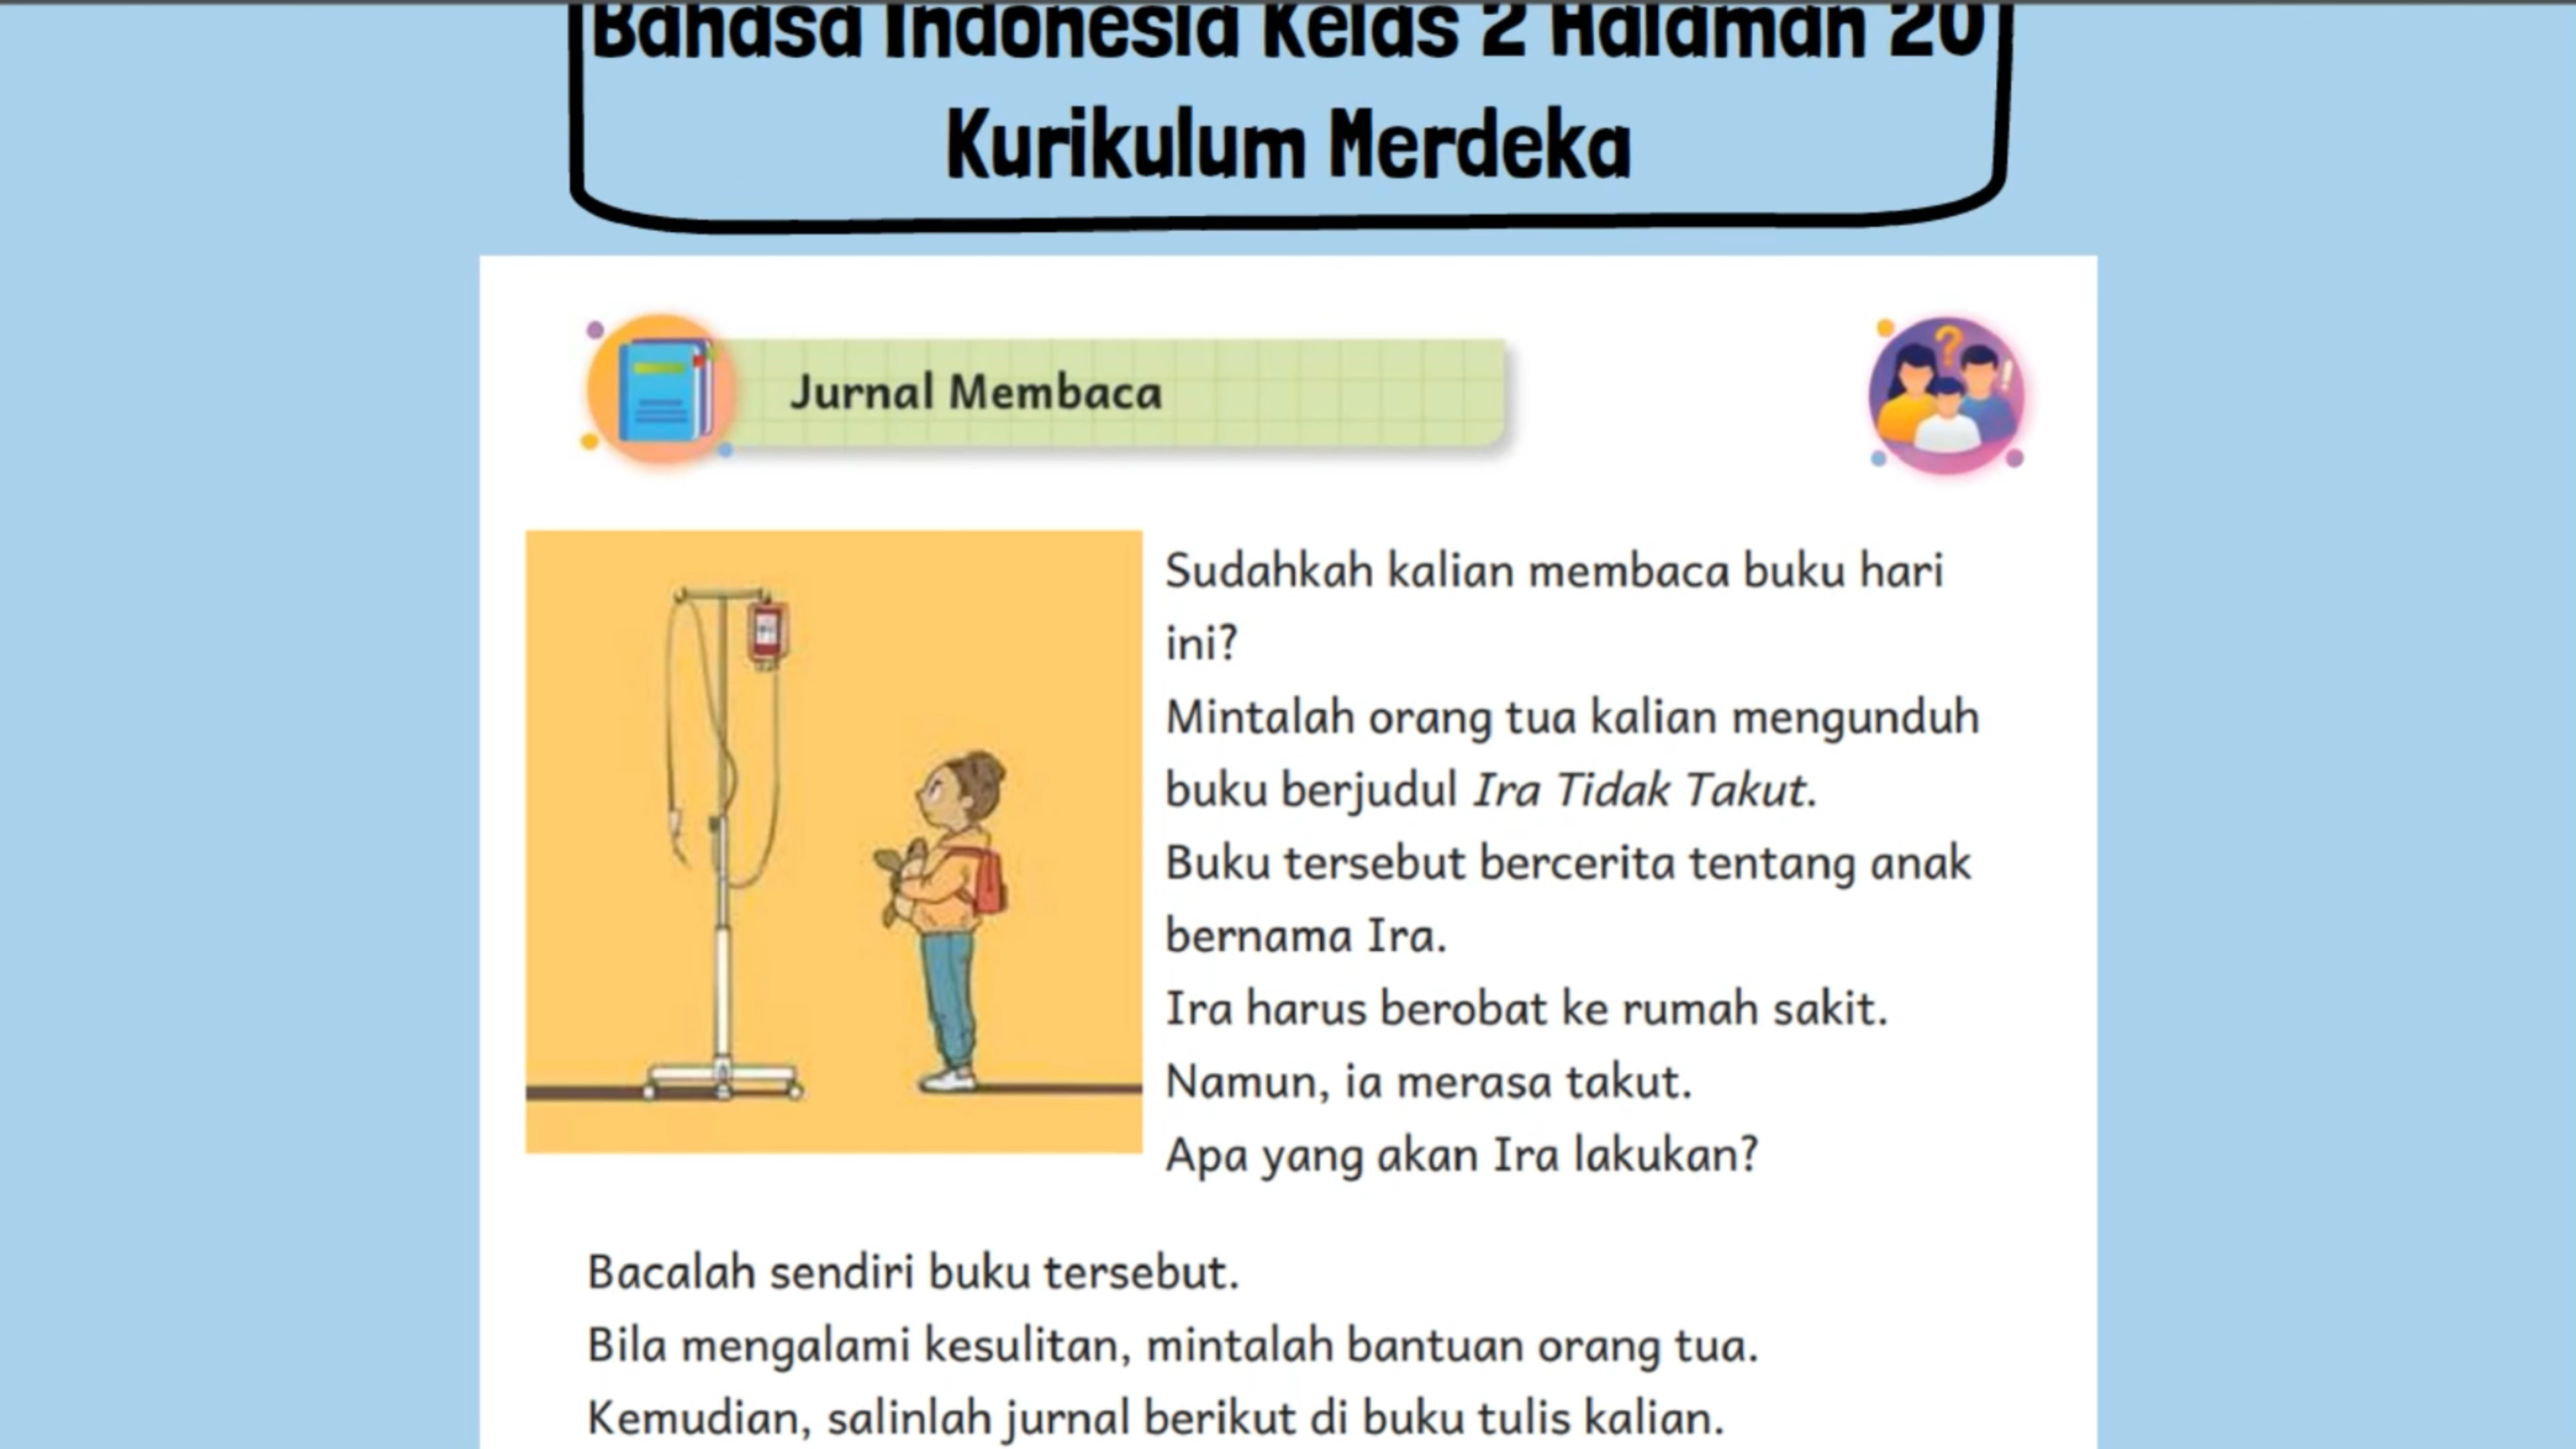 Bahasa Indonesia Kelas 2 Halaman 20
Kurikulum Merdeka
Jurnal Membaca
Sudahkah kalian membaca buku hari
ini?
Mintalah orang tua kalian mengunduh
buku berjudul Ira Tidak Takut.
Buku tersebut bercerita tentang anak
bernama Ira.
Ira harus berobat ke rumah sakit.
Namun, ia merasa takut.
Apa yang akan Ira lakukan?
Bacalah sendiri buku tersebut.
Bila mengalami kesulitan, mintalah bantuan orang tua.
Kemudian, salinlah jurnal berikut di buku tulis kalian.